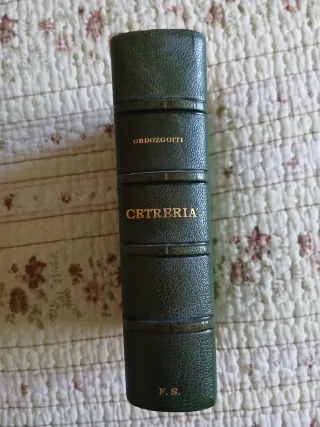 ORDOZGOITI
CETRERIA
F. S.